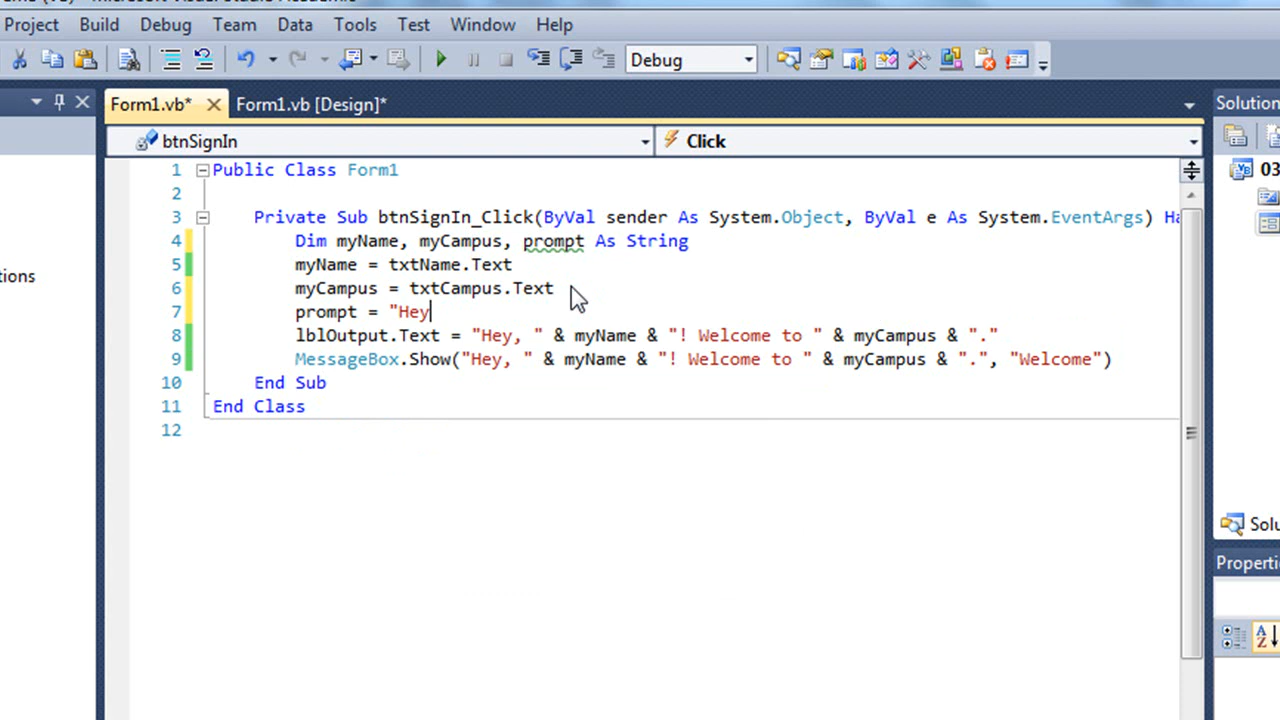 Project Build Debug Team Data Tools Test Window Help
Debug
Form1.vb* Form1.vb [Design]* Solution
btnSignIn Click
1 Public Class Form1
03
2
3 Private Sub btnSignIn_Click(ByVal sender As System.Object, ByVal e As System.EventArgs) Ha
4 Dim myName, myCampus, prompt As String
5 myName = txtName.Text
tions
6 myCampus = txtCampus.Text
7 prompt = "Hey
8 lblOutput.Text = "Hey, " & myName & "! Welcome to " & myCampus & "."
9 MessageBox.Show("Hey, " & myName & "! Welcome to " & myCampus & ".", "Welcome")
10 End Sub
11 End Class
12
Solu
Properti